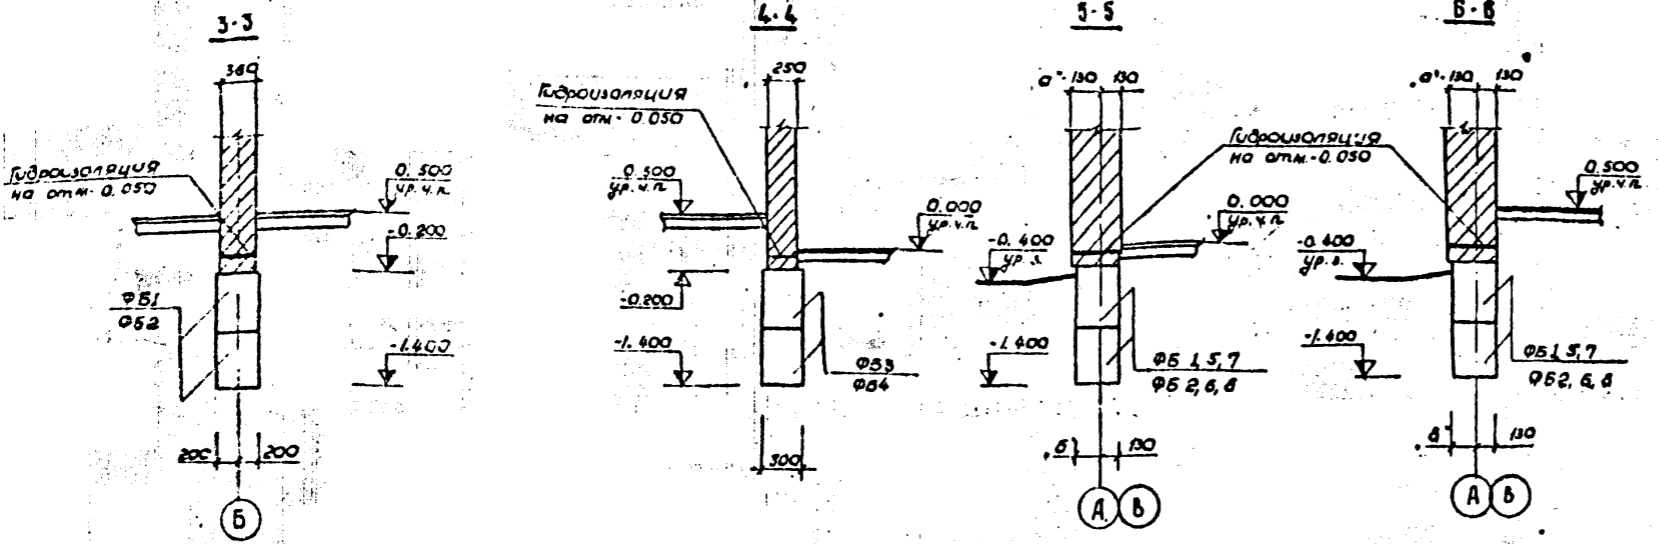 3-3
380
Гидроизоляция
на отм-0.050
0.500
ур.ч.п.
-0.200
ФБ1
ФБ2
-1.400
200
200
Б
4-4
250
Гидроизоляция
на отм-0.050
0.500
ур.ч.п.
0.000
ур.ч.п.
-0.200
-1.400
ФБ3
ФБ4
300
5-5
"а"-130
130
Гидроизоляция
на отм.-0.050
-0.400
ур.з.
0.000
ур.ч.п.
-1.400
ФБ 1,5,7
ФБ 2,6,8
"б"
130
А
В
6-6
"а"-130
130
0.500
ур.ч.п.
-0.400
ур.з.
-1.400
ФБ1,5,7
ФБ2,6,8
130
А
В